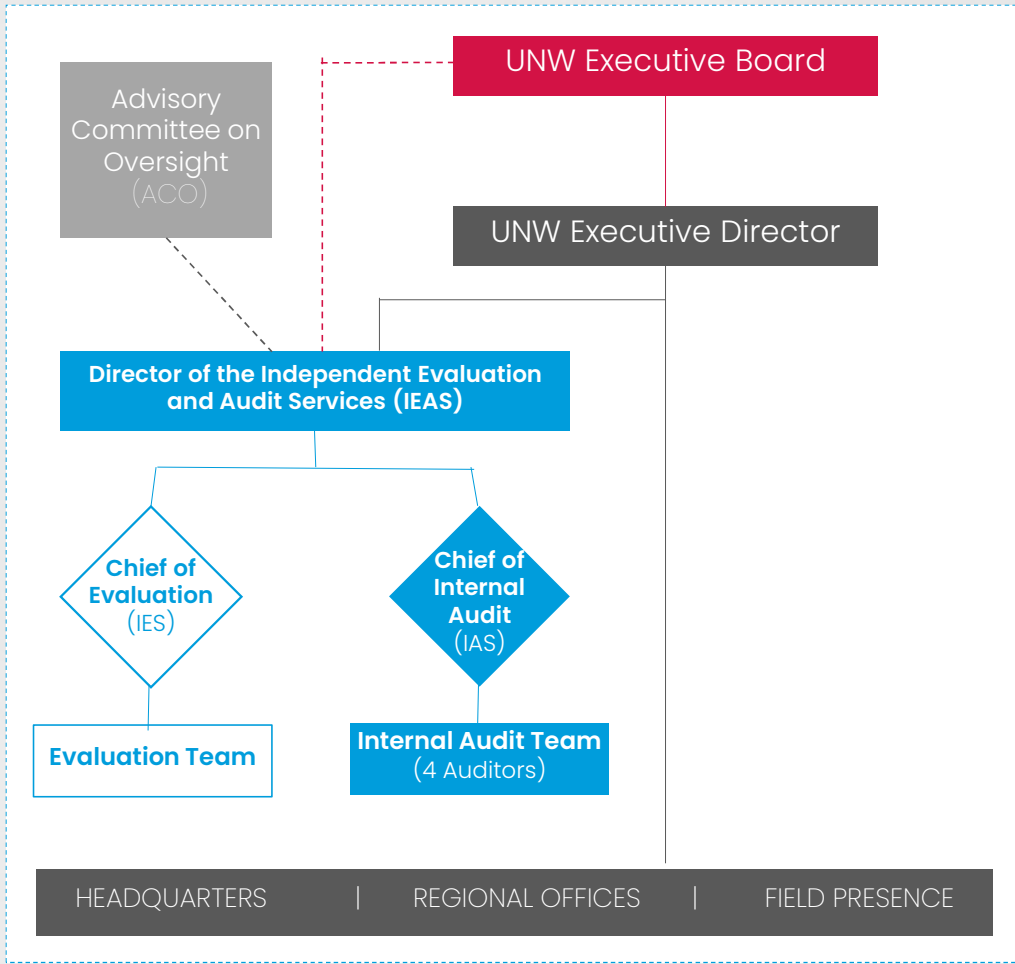 UNW Executive Board
Advisory
Committee on
Oversight
(ACO)
UNW Executive Director
Director of the Independent Evaluation
and Audit Services (IEAS)
Chief of
Evaluation
(IES)
Chief of
Internal
Audit
(IAS)
Evaluation Team
Internal Audit Team
(4 Auditors)
HEADQUARTERS | REGIONAL OFFICES | FIELD PRESENCE